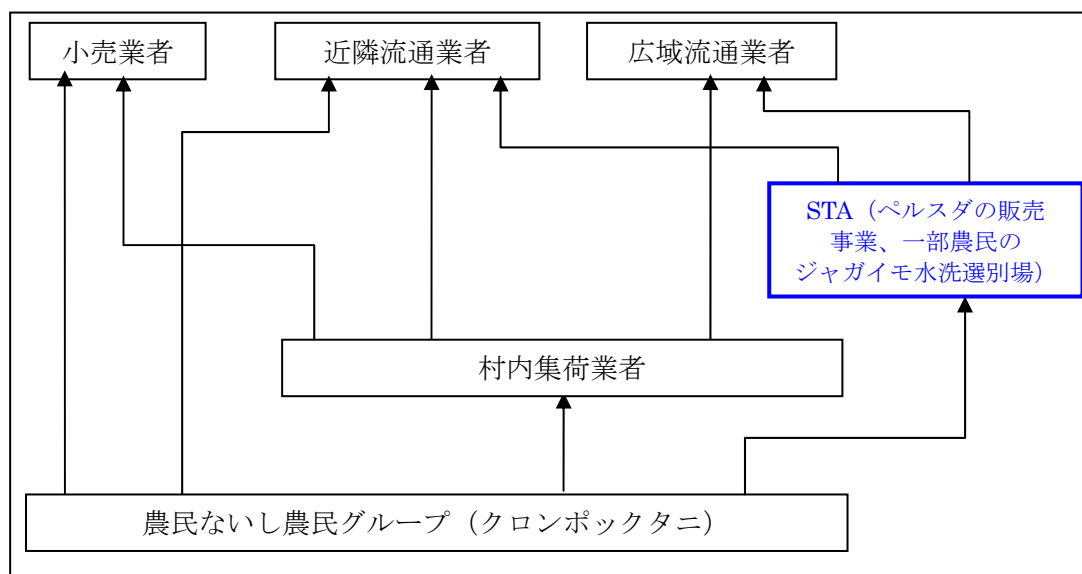 小売業者
近隣流通業者
広域流通業者
STA（ペルスダの販売
事業、一部農民の
ジャガイモ水洗選別場）
村内集荷業者
農民ないし農民グループ（クロンポックタニ）